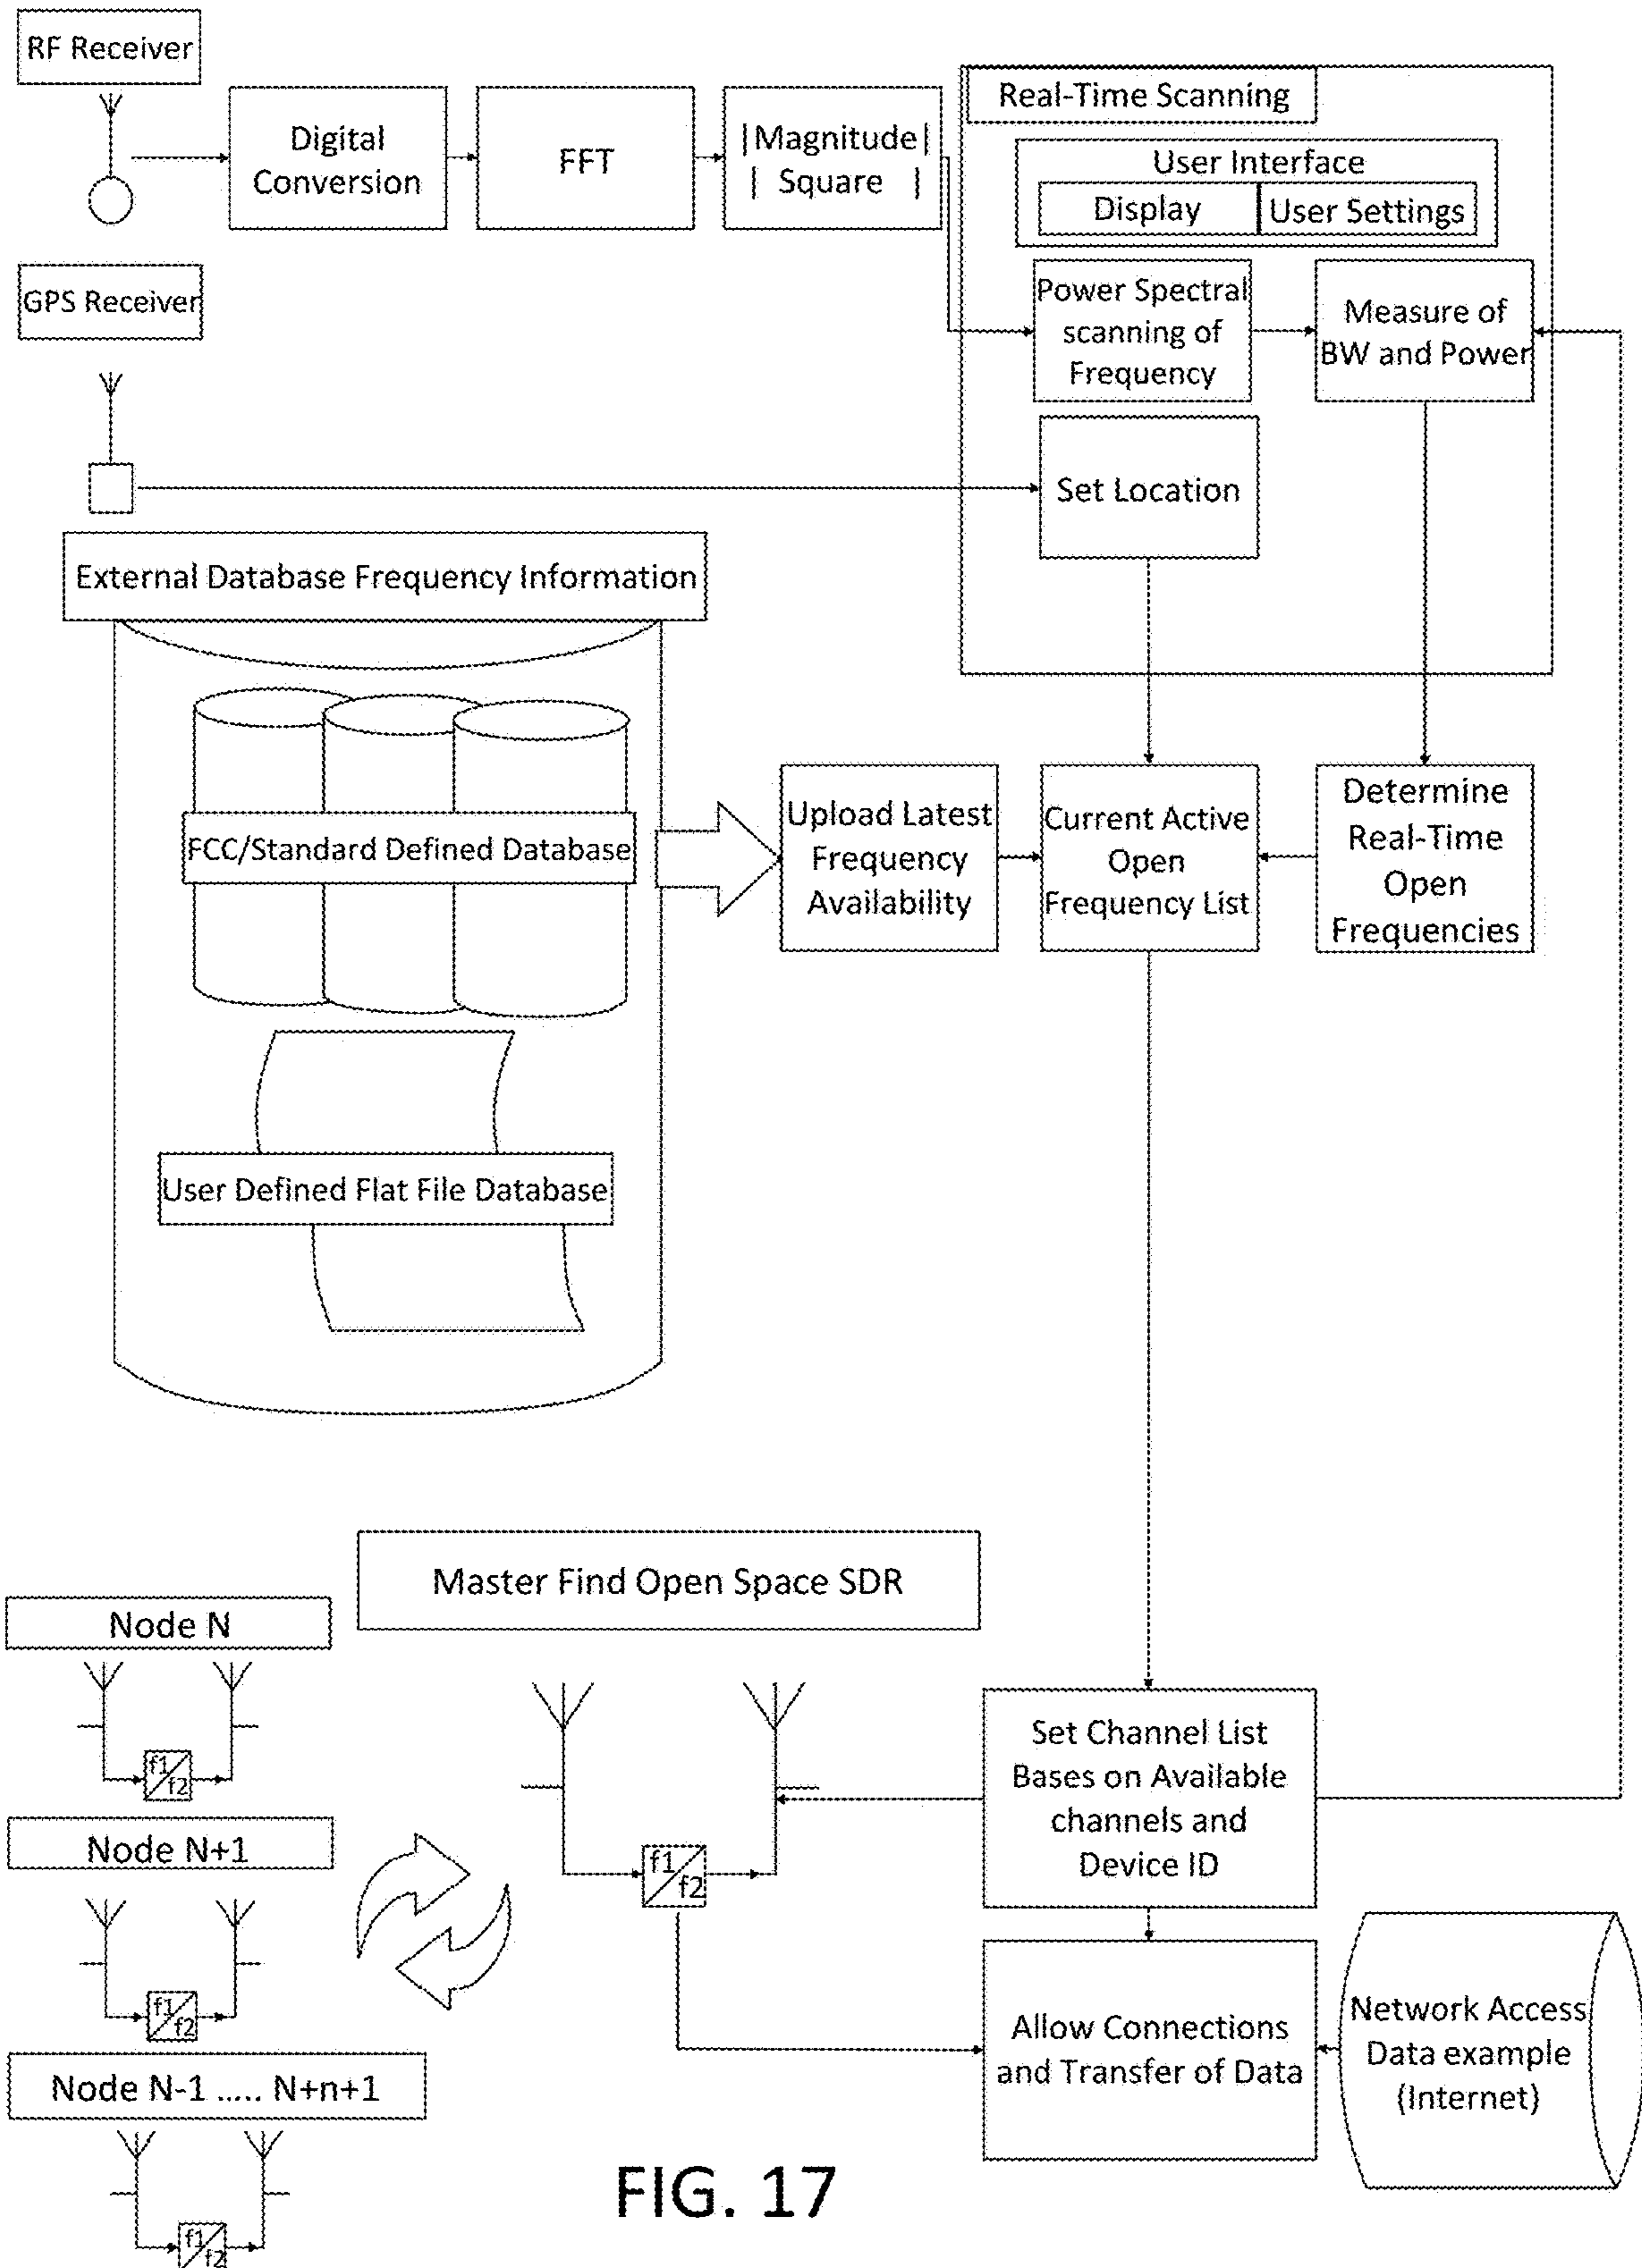 RF Receiver
Digital
Conversion
FFT
|Magnitude|
| Square |
Real-Time Scanning
User Interface
Display
User Settings
GPS Receiver
Power Spectral
scanning of
Frequency
Measure of
BW and Power
Set Location
External Database Frequency Information
FCC/Standard Defined Database
Upload Latest
Frequency
Availability
Current Active
Open
Frequency List
Determine
Real-Time
Open
Frequencies
User Defined Flat File Database
Master Find Open Space SDR
Node N
f1
f2
Node N+1
f1
f2
Node N-1 ..... N+n+1
f1
f2
f1
f2
Set Channel List
Bases on Available
channels and
Device ID
Allow Connections
and Transfer of Data
Network Access
Data example
(Internet)
FIG. 17